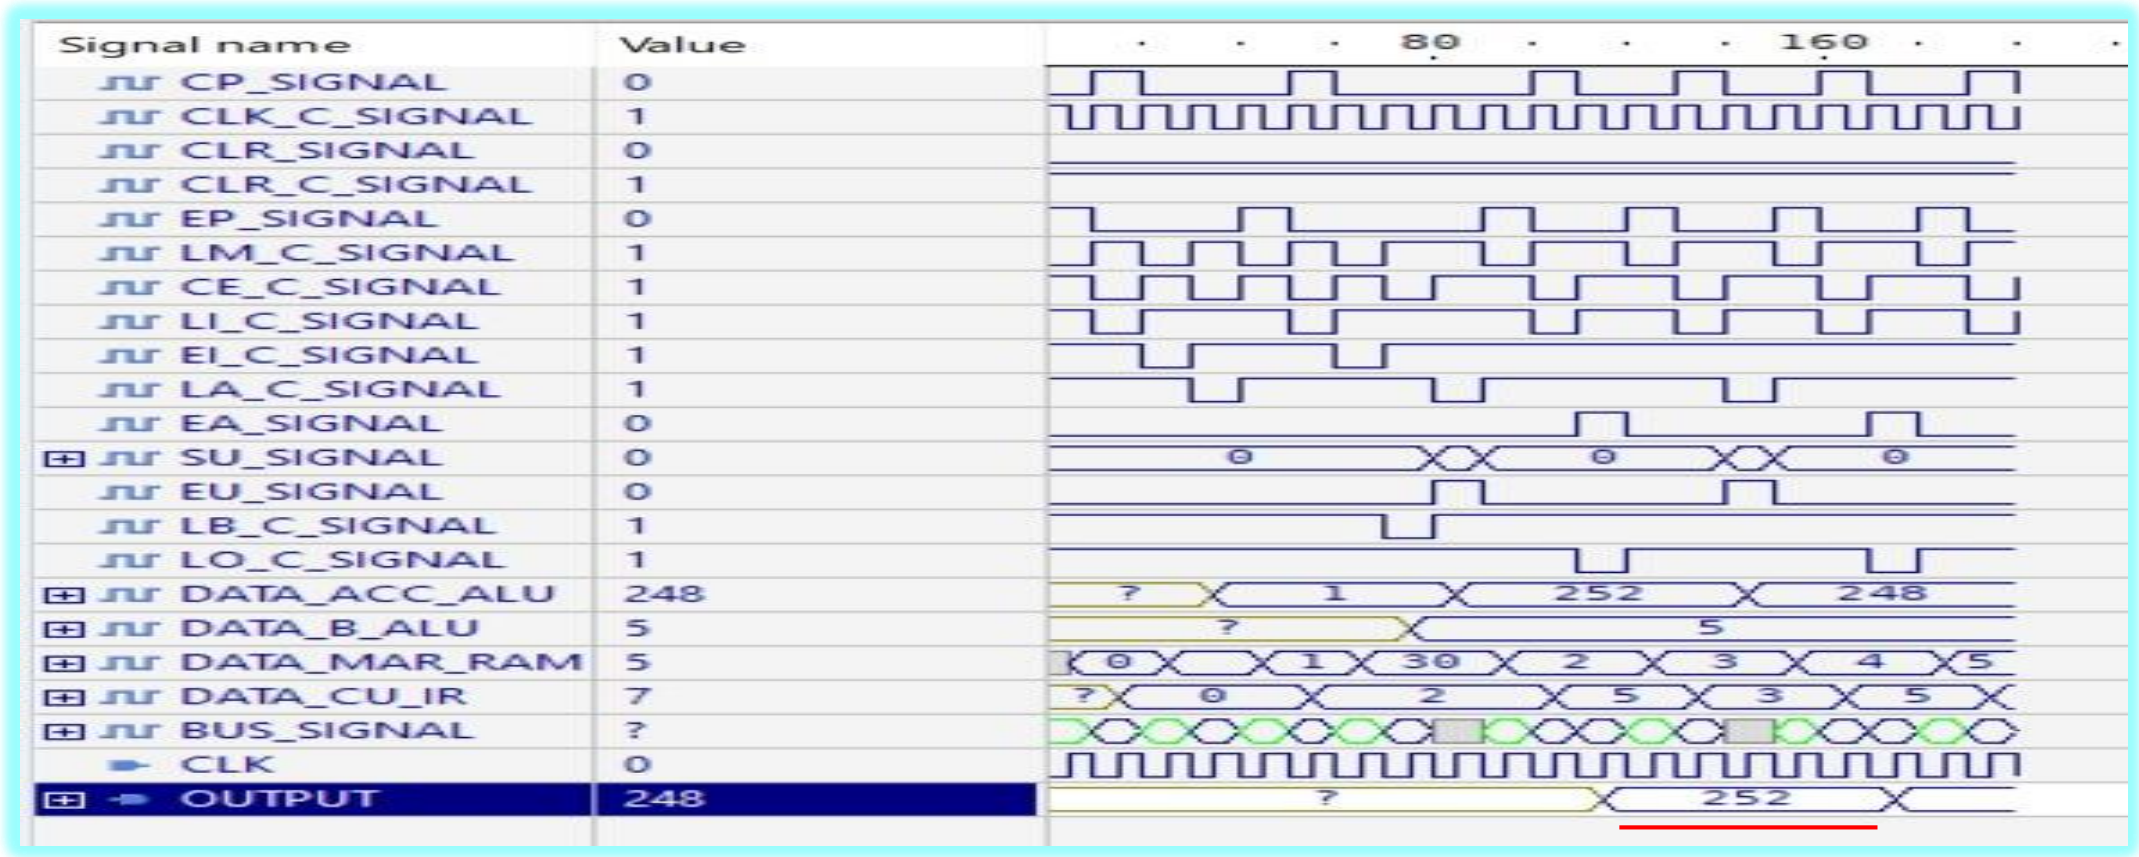 Signal name Value 80 160
CP_SIGNAL 0
CLK_C_SIGNAL 1
CLR_SIGNAL 0
CLR_C_SIGNAL 1
EP_SIGNAL 0
LM_C_SIGNAL 1
CE_C_SIGNAL 1
LI_C_SIGNAL 1
EI_C_SIGNAL 1
LA_C_SIGNAL 1
EA_SIGNAL 0
SU_SIGNAL 0 0 0 0
EU_SIGNAL 0
LB_C_SIGNAL 1
LO_C_SIGNAL 1
DATA_ACC_ALU 248 ? 1 252 248
DATA_B_ALU 5 ? 5
DATA_MAR_RAM 5 0 1 30 2 3 4 5
DATA_CU_IR 7 ? 0 2 5 3 5
BUS_SIGNAL ?
CLK 0
OUTPUT 248 ? 252